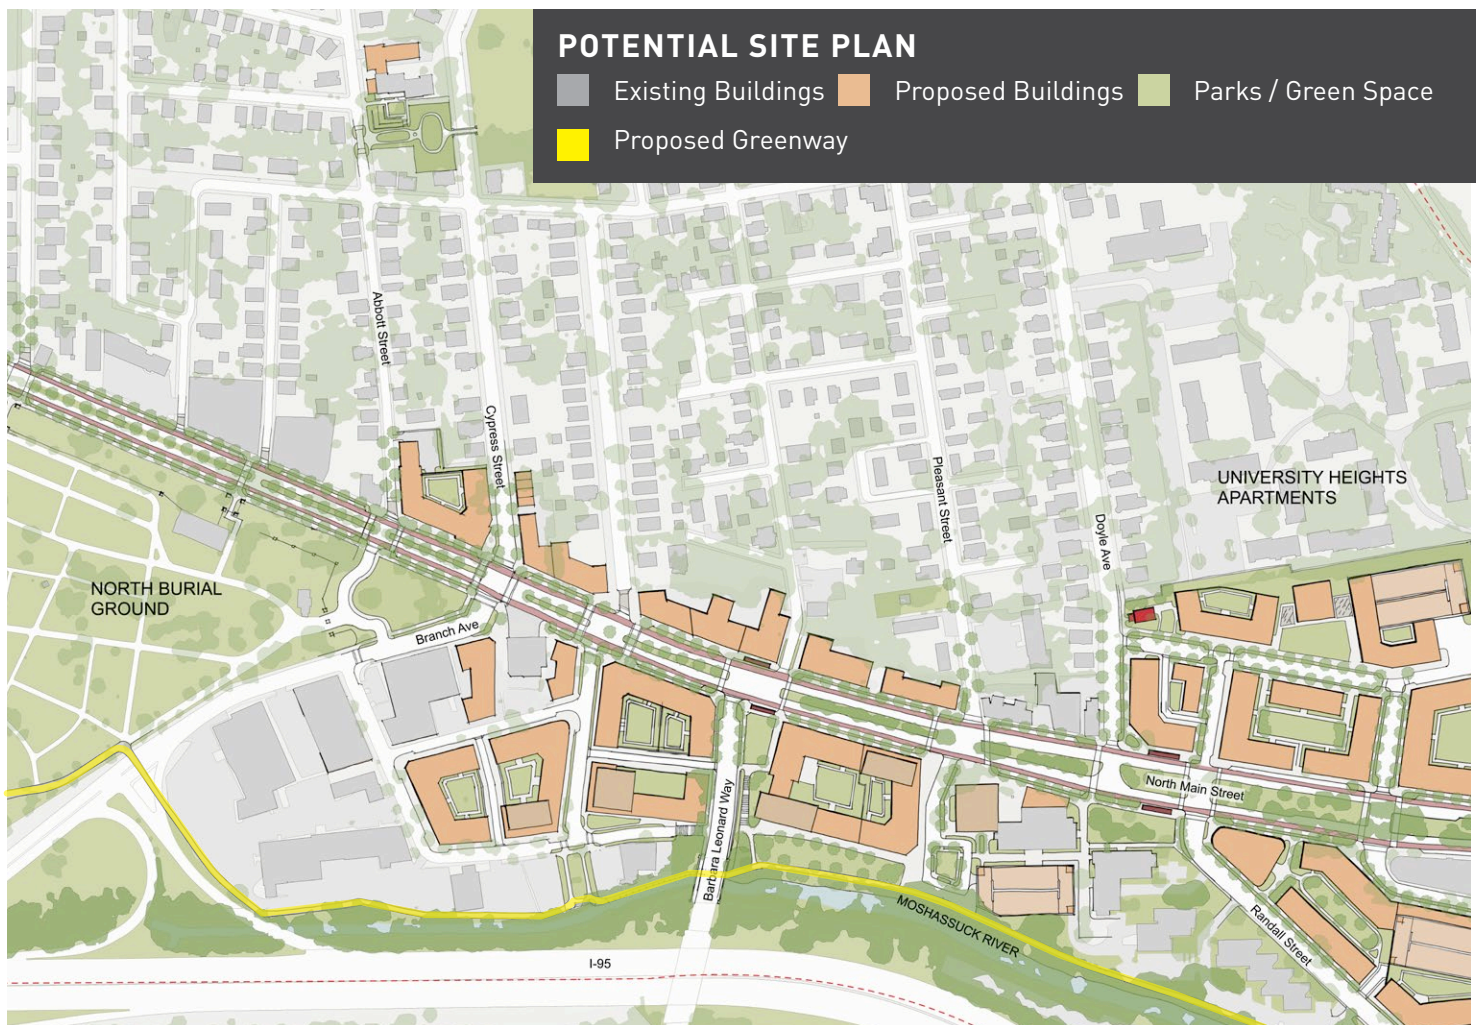 POTENTIAL SITE PLAN
Existing Buildings
Proposed Buildings
Parks / Green Space
Proposed Greenway
Abbott Street
Cypress Street
Pleasant Street
Doyle Ave
UNIVERSITY HEIGHTS
APARTMENTS
NORTH BURIAL
GROUND
Branch Ave
North Main Street
Barbara Leonard Way
MOSHASSUCK RIVER
Randall Street
I-95